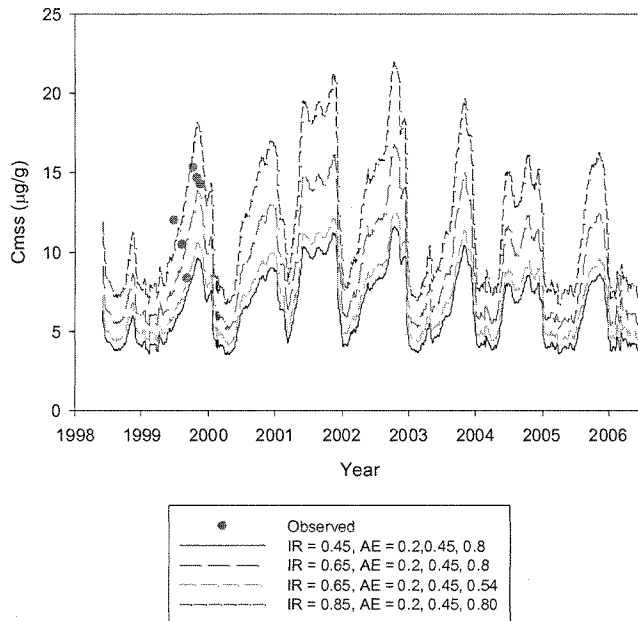 25
20
15
10
5
0
Cmss (µg/g)
1998 1999 2000 2001 2002 2003 2004 2005 2006
Year
Observed
IR = 0.45, AE = 0.2,0.45, 0.8
IR = 0.65, AE = 0.2, 0.45, 0.8
IR = 0.65, AE = 0.2, 0.45, 0.54
IR = 0.85, AE = 0.2, 0.45, 0.80